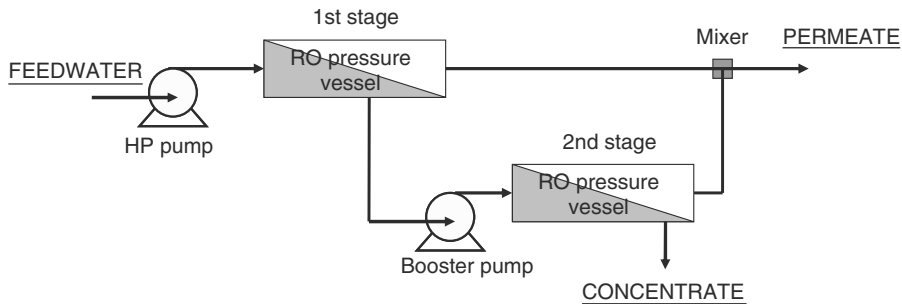 1st stage
Mixer
PERMEATE
RO pressure
vessel
FEEDWATER
HP pump
2nd stage
RO pressure
vessel
Booster pump
CONCENTRATE